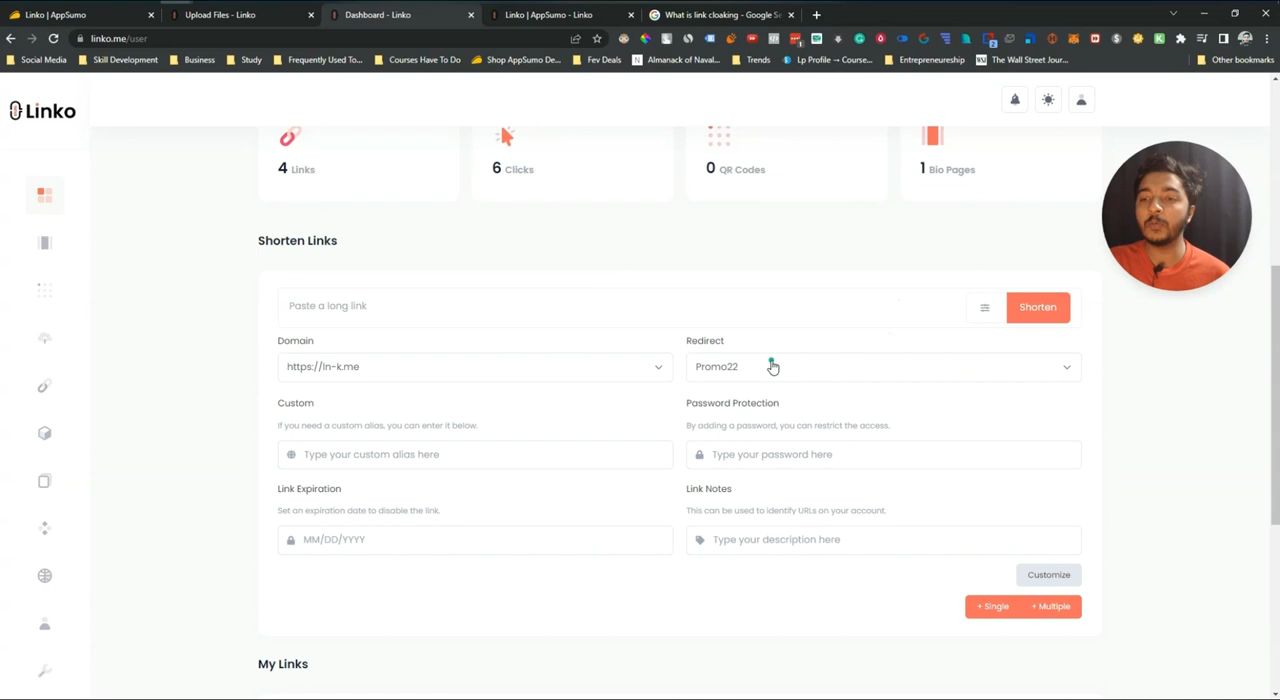 Linko | AppSumo
Upload Files - Linko
Dashboard - Linko
Linko | AppSumo - Linko
What is link cloaking - Google Se
linko.me/user
Social Media
Skill Development
Business
Study
Frequently Used To...
Courses Have To Do
Shop AppSumo De...
Fev Deals
Almanack of Naval...
Trends
Lp Profile → Course...
Entrepreneurship
The Wall Street Jour...
Other bookmarks
Linko
4 Links
6 Clicks
0 QR Codes
1 Bio Pages
Shorten Links
Paste a long link
Shorten
Domain
Redirect
https://ln-k.me
Promo22
Custom
Password Protection
If you need a custom alias, you can enter it below.
By adding a password, you can restrict the access.
Type your custom alias here
Type your password here
Link Expiration
Link Notes
Set an expiration date to disable the link.
This can be used to identify URLs on your account.
MM/DD/YYYY
Type your description here
Customize
+ Single
+ Multiple
My Links